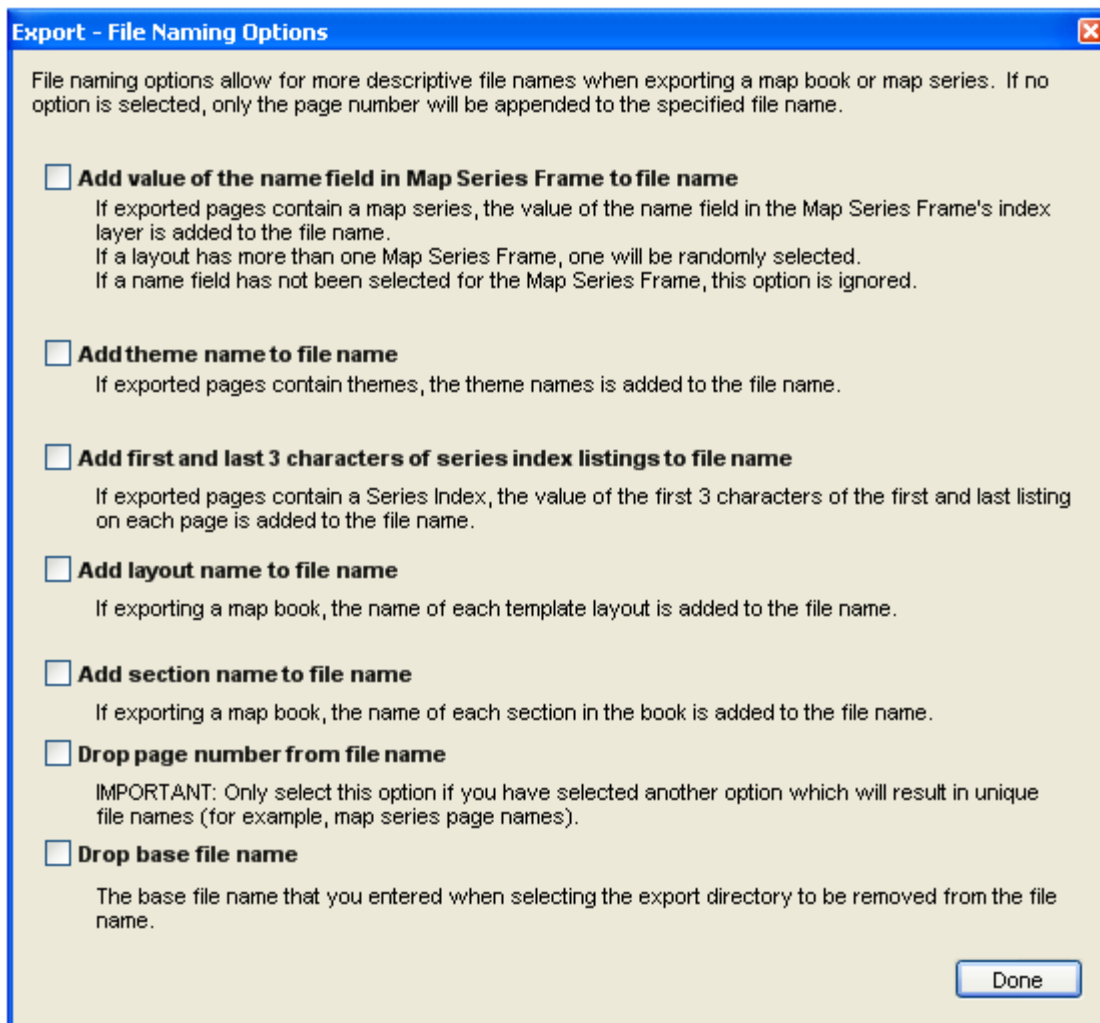 Export - File Naming Options
File naming options allow for more descriptive file names when exporting a map book or map series. If no
option is selected, only the page number will be appended to the specified file name.
Add value of the name field in Map Series Frame to file name
If exported pages contain a map series, the value of the name field in the Map Series Frame's index
layer is added to the file name.
If a layout has more than one Map Series Frame, one will be randomly selected.
If a name field has not been selected for the Map Series Frame, this option is ignored.
Add theme name to file name
If exported pages contain themes, the theme names is added to the file name.
Add first and last 3 characters of series index listings to file name
If exported pages contain a Series Index, the value of the first 3 characters of the first and last listing
on each page is added to the file name.
Add layout name to file name
If exporting a map book, the name of each template layout is added to the file name.
Add section name to file name
If exporting a map book, the name of each section in the book is added to the file name.
Drop page number from file name
IMPORTANT: Only select this option if you have selected another option which will result in unique
file names (for example, map series page names).
Drop base file name
The base file name that you entered when selecting the export directory to be removed from the file
name.
Done